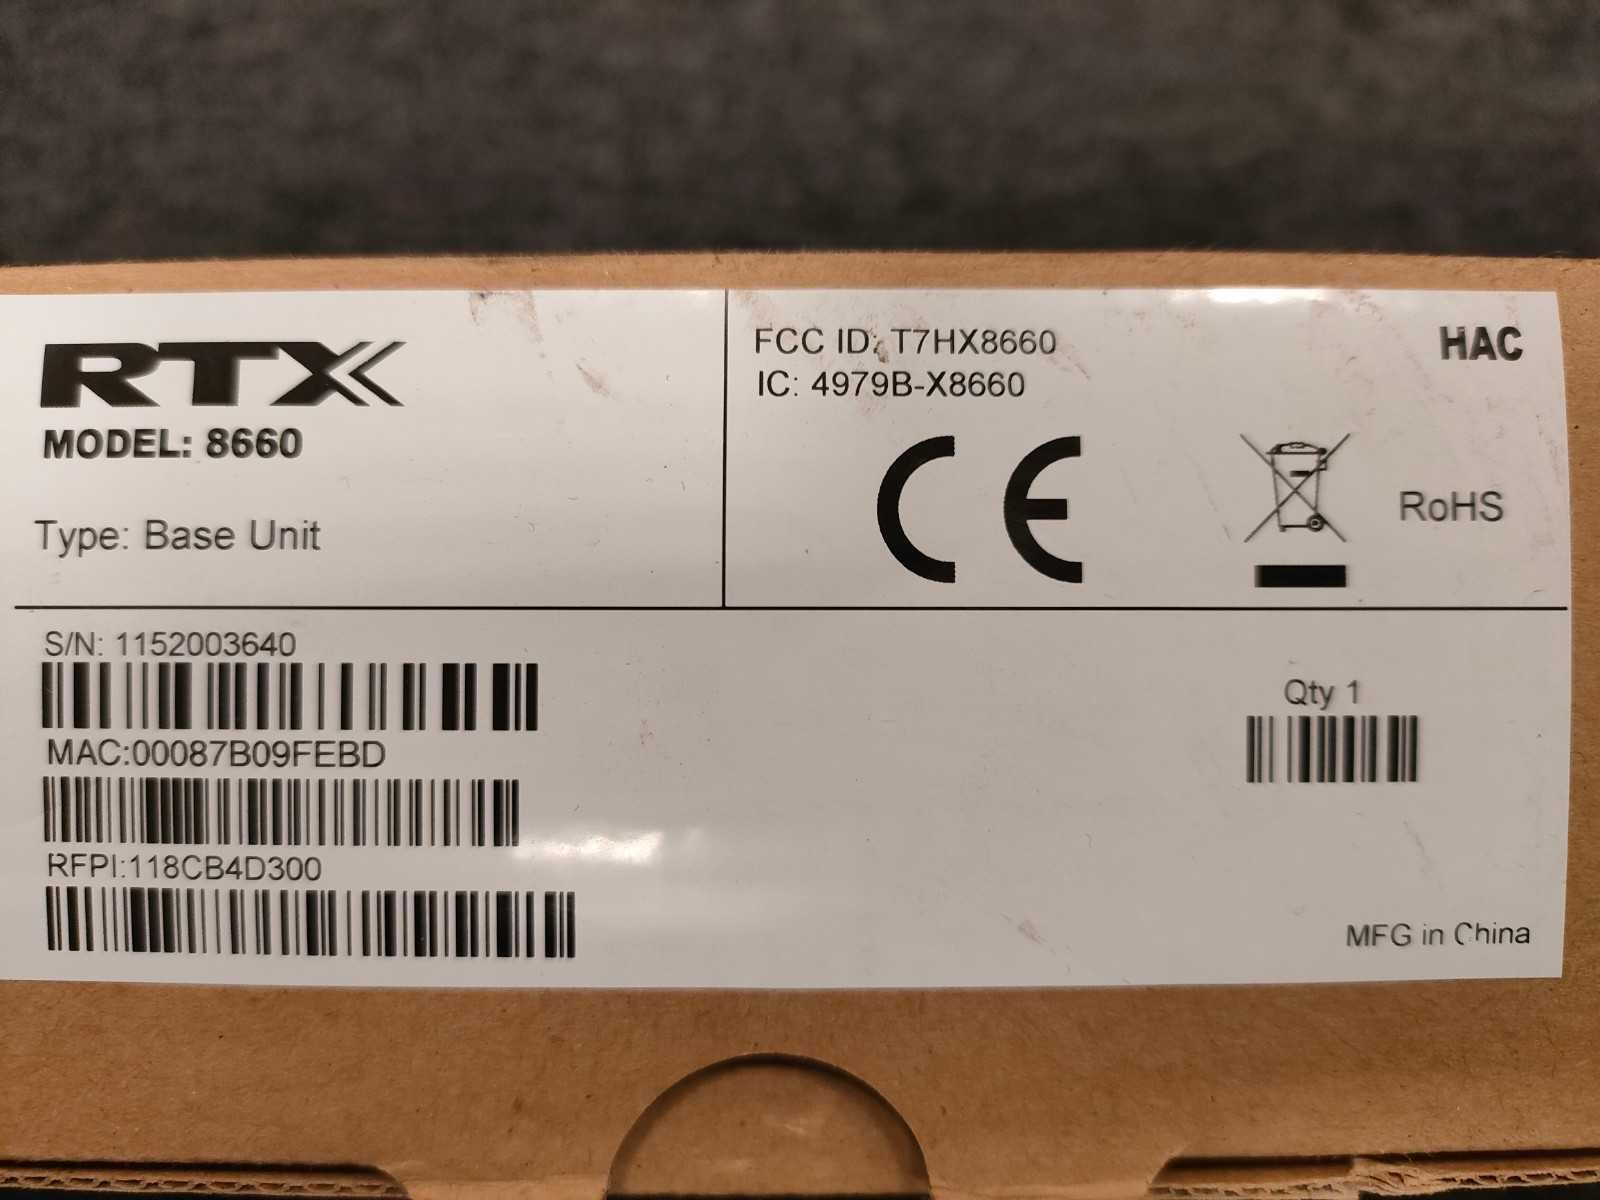 RTX
MODEL: 8660
Type: Base Unit
FCC ID: T7HX8660
IC: 4979B-X8660
HAC
CE
RoHS
S/N: 1152003640
MAC:00087B09FEBD
RFPI:118CB4D300
Qty 1
MFG in China